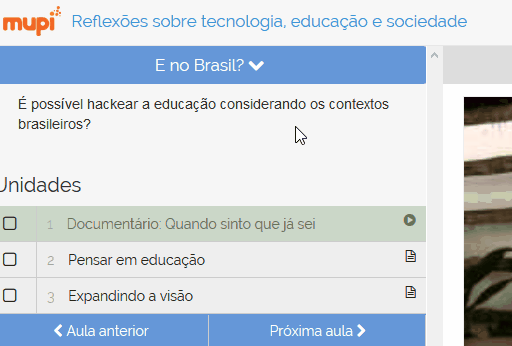 mupi Reflexões sobre tecnologia, educação e sociedade
E no Brasil?
É possível hackear a educação considerando os contextos
brasileiros?
Unidades
1 Documentário: Quando sinto que já sei
2 Pensar em educação
3 Expandindo a visão
Aula anterior Próxima aula